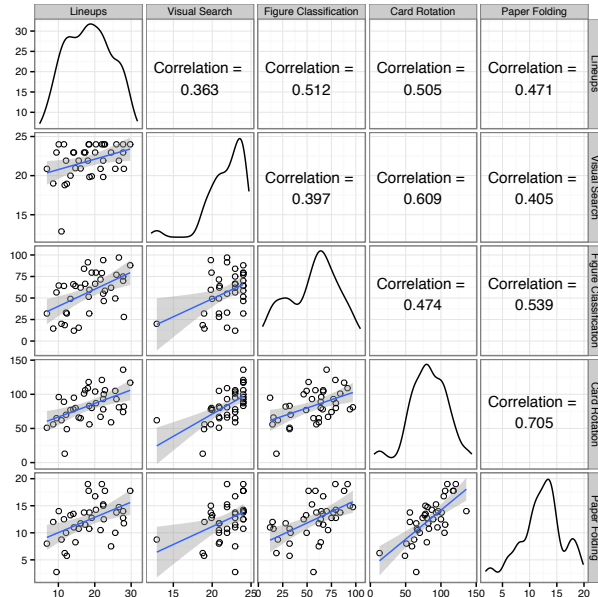 Lineups Visual Search Figure Classification Card Rotation Paper Folding
30
25
20
15
10
Correlation =
0.363
Correlation =
0.512
Correlation =
0.505
Correlation =
0.471
Lineups
25
20
15
Correlation =
0.397
Correlation =
0.609
Correlation =
0.405
Visual Search
100
75
50
25
0
Correlation =
0.474
Correlation =
0.539
Figure Classification
150
100
50
0
Correlation =
0.705
Card Rotation
20
15
10
5
Paper Folding
10 20 30 15 20 25 0 25 50 75 100 0 50 100 150 5 10 15 20